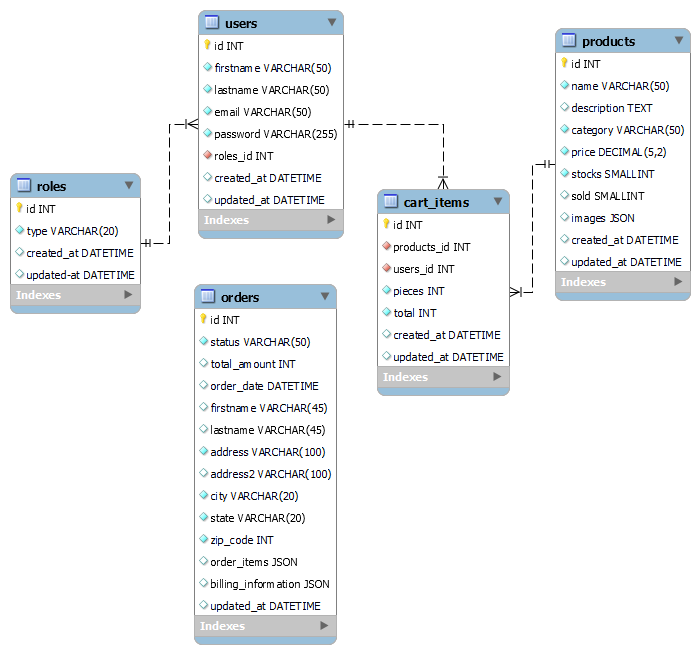 users
id INT
firstname VARCHAR(50)
lastname VARCHAR(50)
email VARCHAR(50)
password VARCHAR(255)
roles_id INT
created_at DATETIME
updated_at DATETIME
Indexes
products
id INT
name VARCHAR(50)
description TEXT
category VARCHAR(50)
price DECIMAL(5,2)
stocks SMALLINT
sold SMALLINT
images JSON
created_at DATETIME
updated_at DATETIME
Indexes
roles
id INT
type VARCHAR(20)
created_at DATETIME
updated-at DATETIME
Indexes
cart_items
id INT
products_id INT
users_id INT
pieces INT
total INT
created_at DATETIME
updated_at DATETIME
Indexes
orders
id INT
status VARCHAR(50)
total_amount INT
order_date DATETIME
firstname VARCHAR(45)
lastname VARCHAR(45)
address VARCHAR(100)
address2 VARCHAR(100)
city VARCHAR(20)
state VARCHAR(20)
zip_code INT
order_items JSON
billing_information JSON
updated_at DATETIME
Indexes